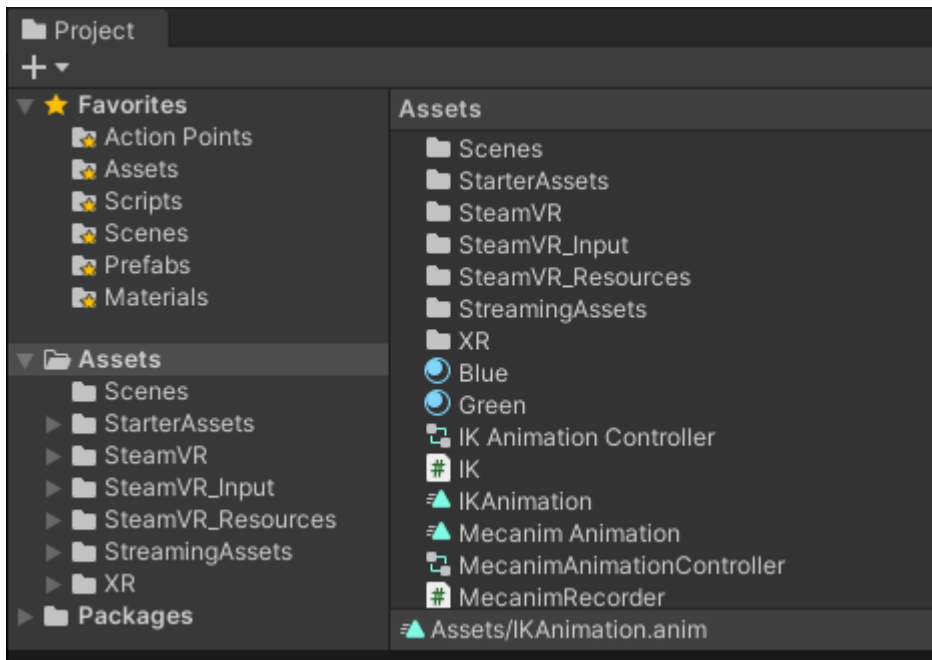 Project
Favorites
Action Points
Assets
Scripts
Scenes
Prefabs
Materials
Assets
Scenes
StarterAssets
SteamVR
SteamVR_Input
SteamVR_Resources
StreamingAssets
XR
Packages
Assets
Scenes
StarterAssets
SteamVR
SteamVR_Input
SteamVR_Resources
StreamingAssets
XR
Blue
Green
IK Animation Controller
IK
IKAnimation
Mecanim Animation
MecanimAnimationController
MecanimRecorder
Assets/IKAnimation.anim